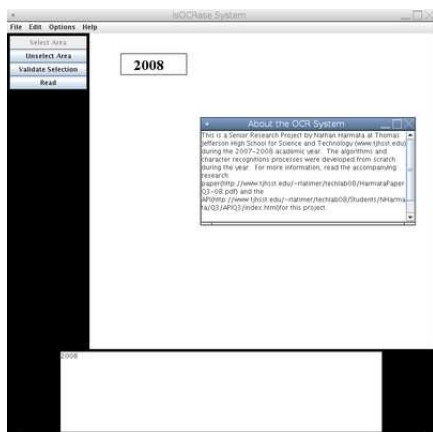 isOCRase System
File Edit Options Help
Select Area
Unselect Area
Validate Selection
Read
2008
About the OCR System
This is a Senior Research Project by Nathan Harmata at Thomas
Jefferson High School for Science and Technology (www.tjhsst.edu)
during the 2007-2008 academic year. The algorithms and
character recognitions processes were developed from scratch
during the year. For more information, read the accompanying
research
paper(http://www.tjhsst.edu/~rlatimer/techlab08/HarmataPaper
Q3-08.pdf) and the
API(http://www.tjhsst.edu/~rlatimer/techlab08/Students/NHarma
ta/Q3/APIQ3/index.html)for this project.
2008